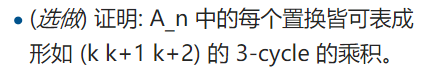 • (选做) 证明: A_n 中的每个置换皆可表成
形如 (k k+1 k+2) 的 3-cycle 的乘积。